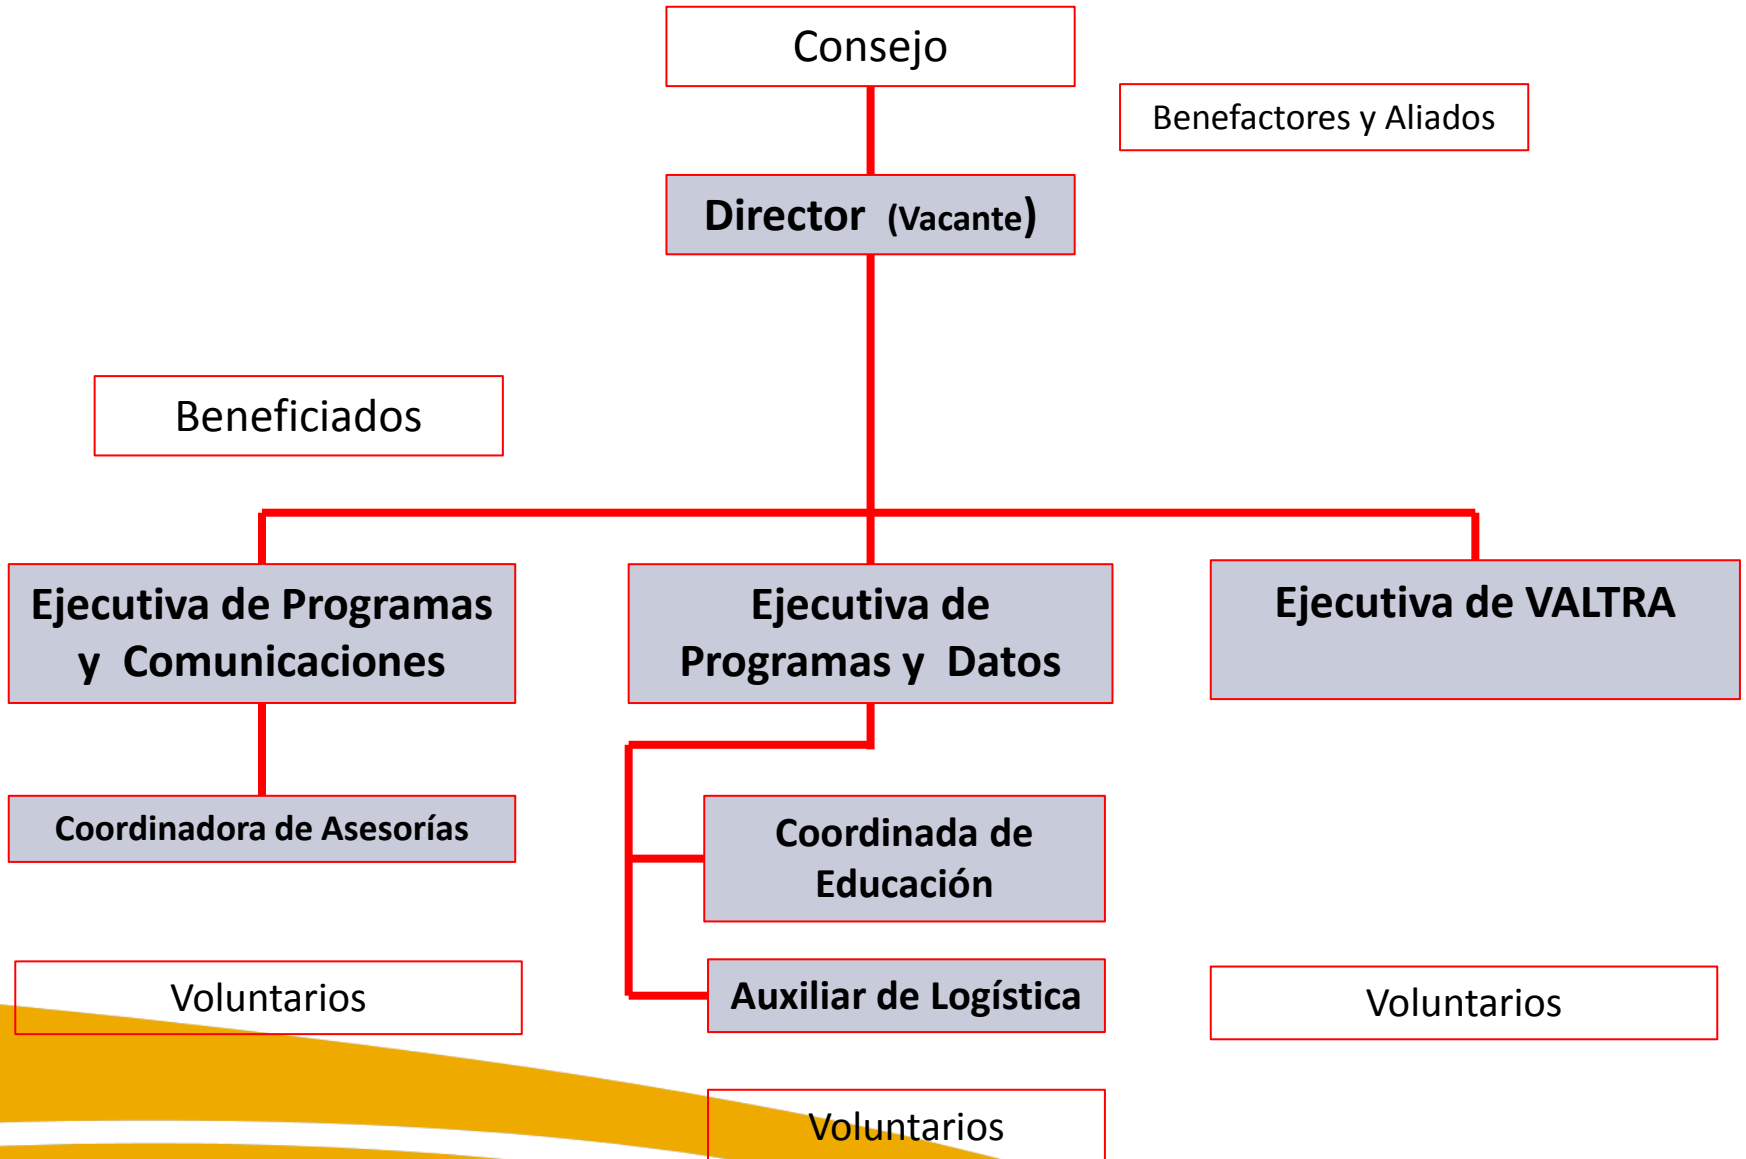 Consejo
Benefactores y Aliados
Director (Vacante)
Beneficiados
Ejecutiva de Programas
y Comunicaciones
Ejecutiva de
Programas y Datos
Ejecutiva de VALTRA
Coordinadora de Asesorías
Coordinada de
Educación
Auxiliar de Logística
Voluntarios
Voluntarios
Voluntarios